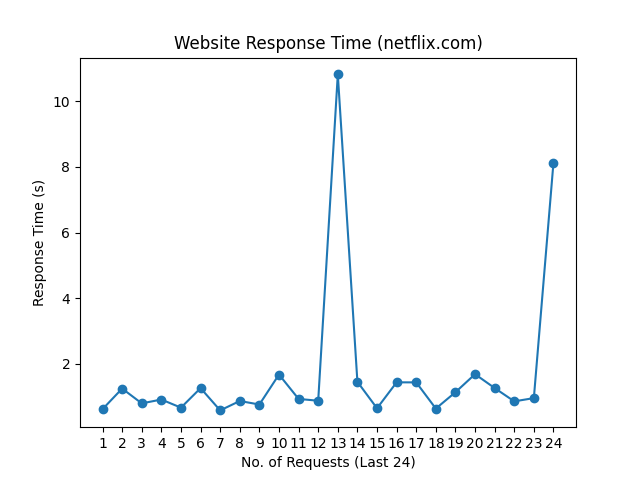 Website Response Time (netflix.com)
10
8
6
4
2
Response Time (s)
1 2 3 4 5 6 7 8 9 10 11 12 13 14 15 16 17 18 19 20 21 22 23 24
No. of Requests (Last 24)